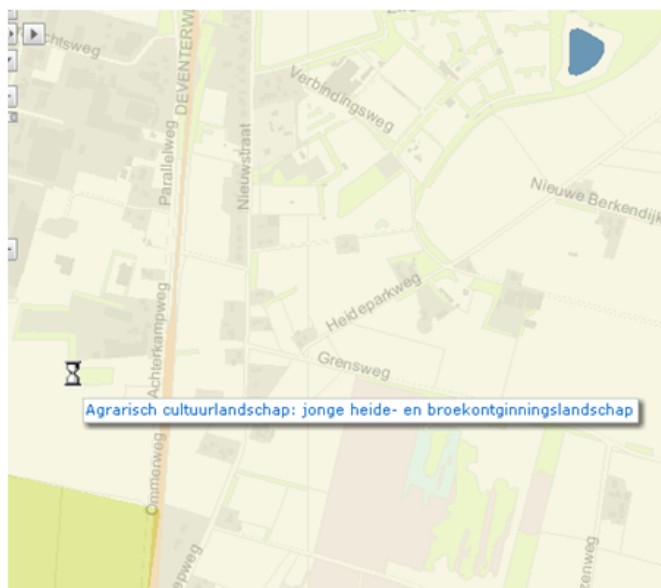 DEVENTERW
Verbindingsweg
Parallelweg
Nieuwstraat
Nieuwe Berkendijk
Heideparkweg
Grensweg
Achterkampweg
Agrarisch cultuurlandschap: jonge heide- en broekontginningslandschap
Ommerweg